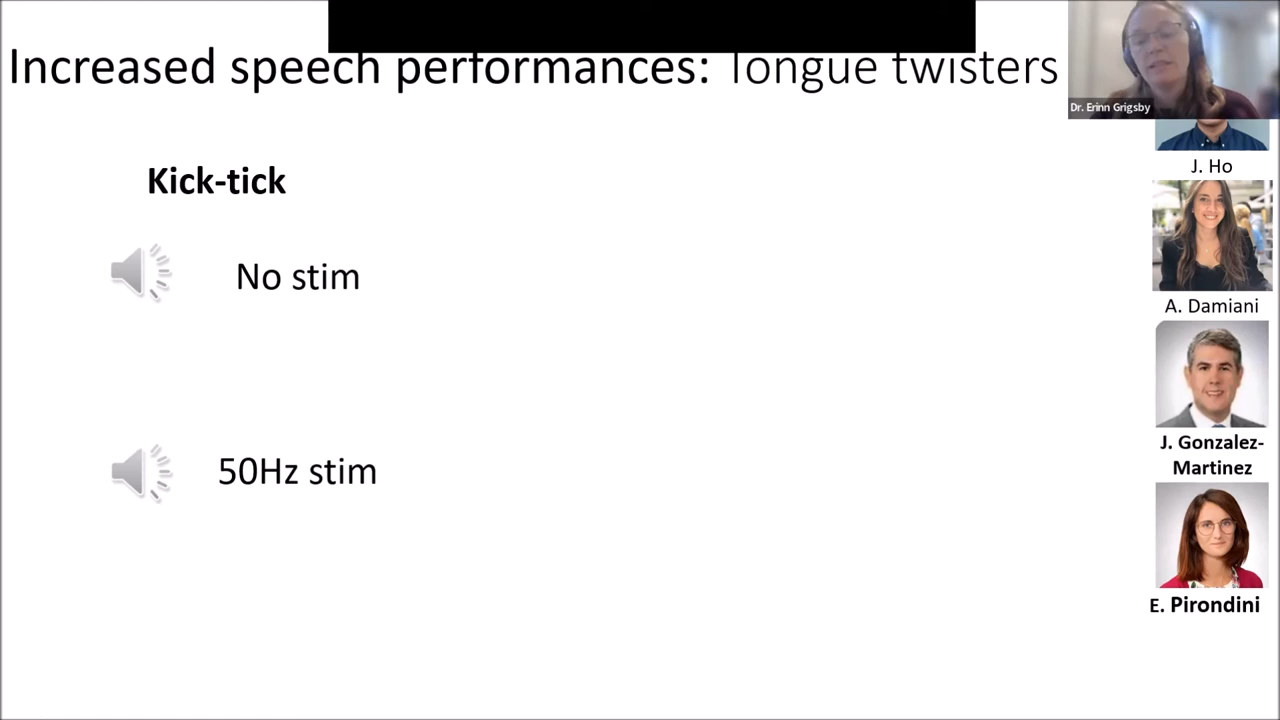 Increased speech performances: Tongue twisters
Dr. Erinn Grigsby
J. Ho
Kick-tick
A. Damiani
No stim
J. Gonzalez-
Martinez
50Hz stim
E. Pirondini